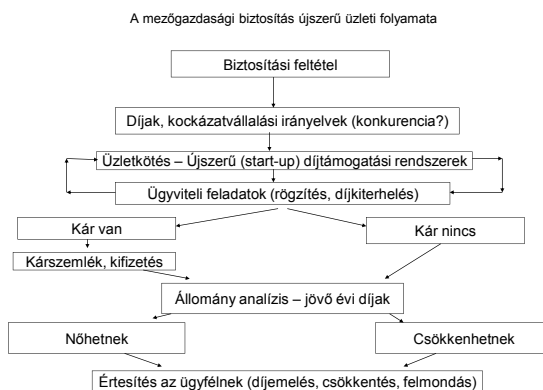 A mezőgazdasági biztosítás újszerű üzleti folyamata
Biztosítási feltétel
Díjak, kockázatvállalási irányelvek (konkurencia?)
Üzletkötés – Újszerű (start-up) díjtámogatási rendszerek
Ügyviteli feladatok (rögzítés, díjkiterhelés)
Kár van
Kár nincs
Kárszemlék, kifizetés
Állomány analízis – jövő évi díjak
Nőhetnek
Csökkenhetnek
Értesítés az ügyfélnek (díjemelés, csökkentés, felmondás)